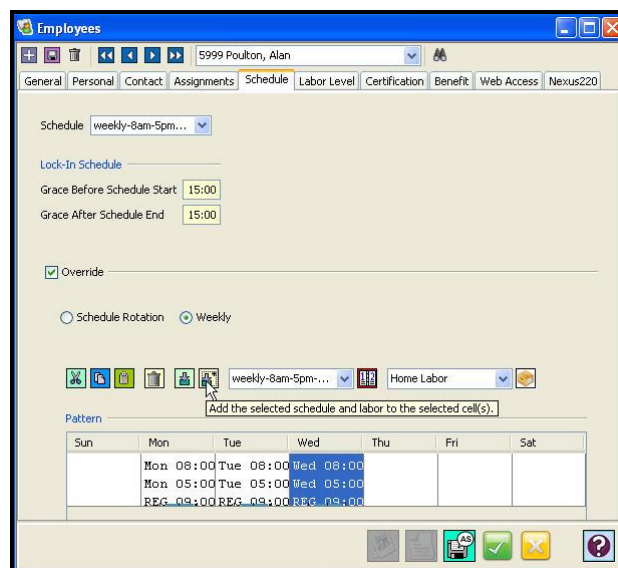 Employees
5999 Poulton, Alan
General Personal Contact Assignments Schedule Labor Level Certification Benefit Web Access Nexus220
Schedule weekly-8am-5pm...
Lock-In Schedule
Grace Before Schedule Start 15:00
Grace After Schedule End 15:00
Override
Schedule Rotation Weekly
weekly-8am-5pm-... Home Labor
Add the selected schedule and labor to the selected cell(s).
Pattern
Sun Mon Tue Wed Thu Fri Sat
Mon 08:00 Tue 08:00 Wed 08:00
Mon 05:00 Tue 05:00 Wed 05:00
REG 09:00 REG 09:00 REG 09:00
AS